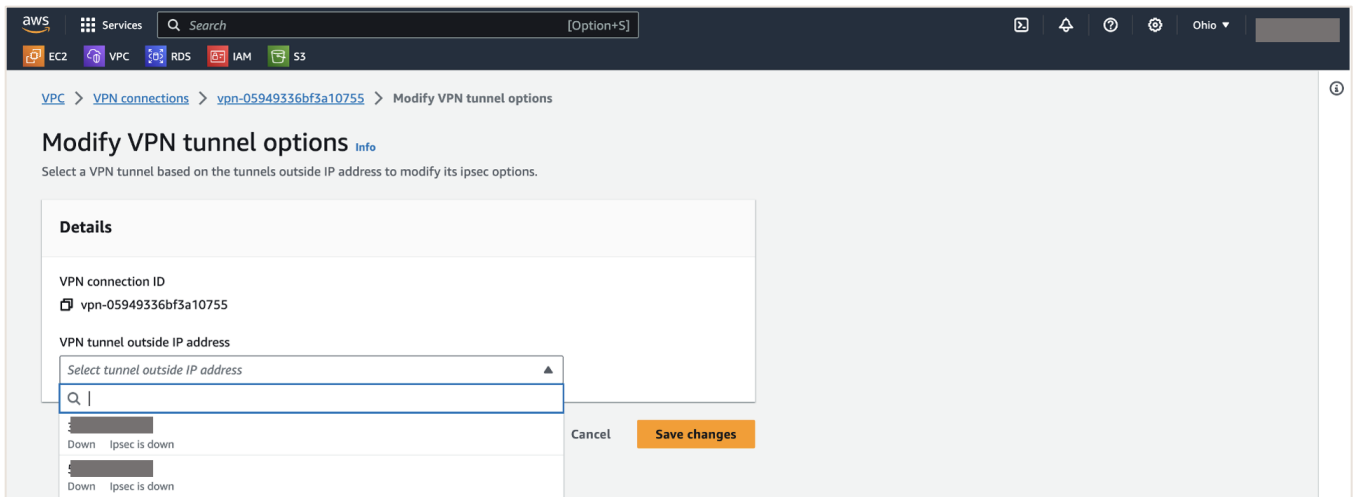 aws Services Search [Option+S] Ohio
EC2 VPC RDS IAM S3
VPC > VPN connections > vpn-05949336bf3a10755 > Modify VPN tunnel options
Modify VPN tunnel options Info
Select a VPN tunnel based on the tunnels outside IP address to modify its ipsec options.
Details
VPN connection ID
vpn-05949336bf3a10755
VPN tunnel outside IP address
Select tunnel outside IP address
Down Ipsec is down
Cancel Save changes
Down Ipsec is down